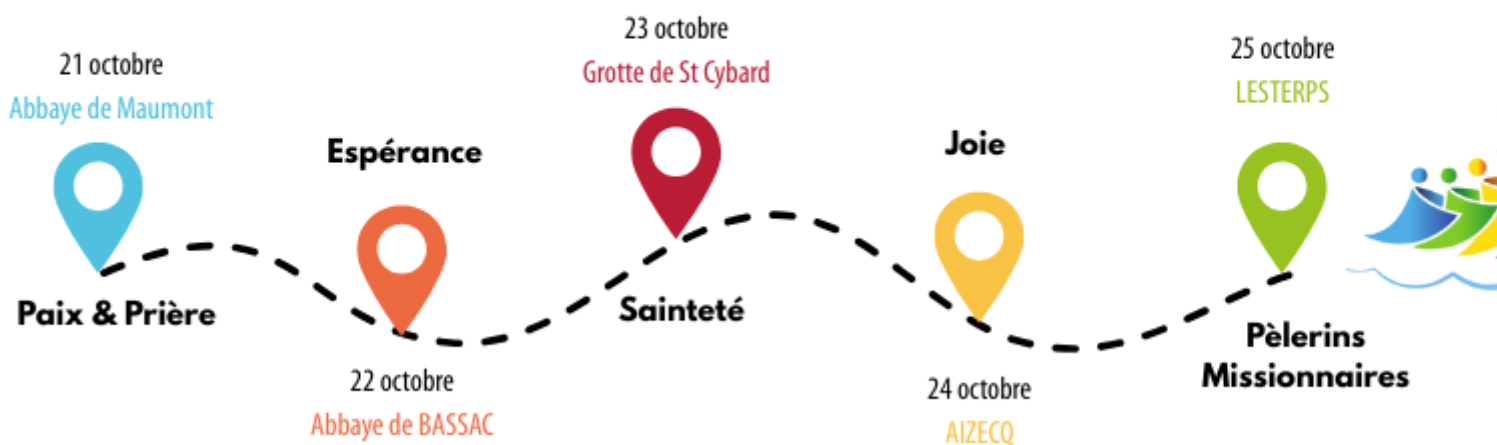 21 octobre
Abbaye de Maumont
Paix & Prière
Espérance
22 octobre
Abbaye de BASSAC
23 octobre
Grotte de St Cybard
Sainteté
Joie
24 octobre
AIZECQ
25 octobre
LESTERPS
Pèlerins
Missionnaires